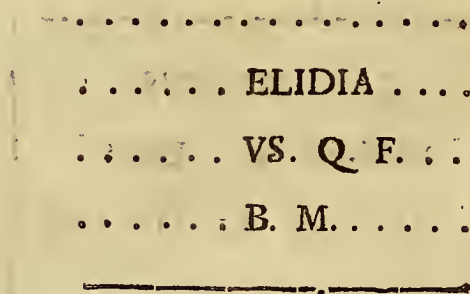 . . . . . . . . . . . . . .
. . . . . . ELIDIA . . . .
. . . . . . VS. Q. F. . .
. . . . . . B. M. . . . . .